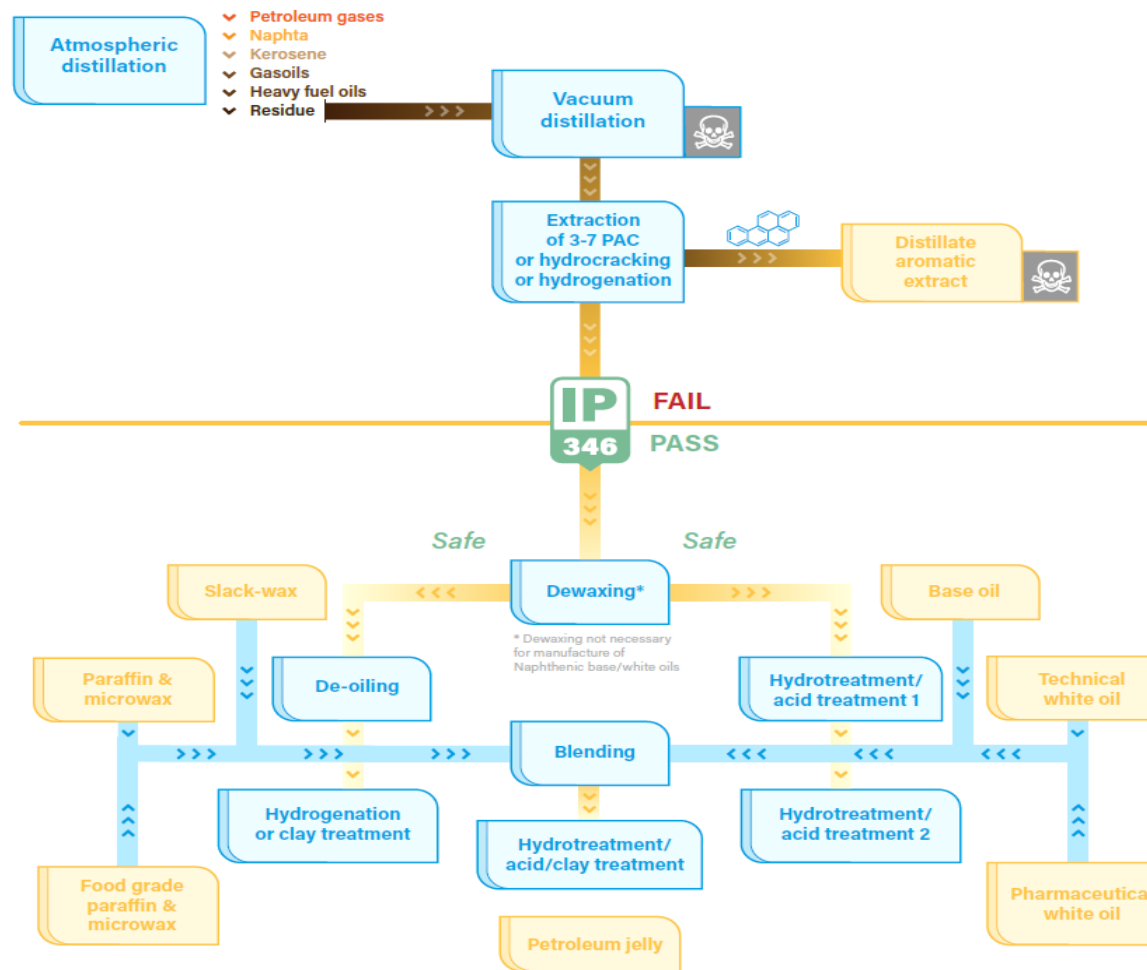 Atmospheric
distillation
Petroleum gases
Naphta
Kerosene
Gasoils
Heavy fuel oils
Residue
> > >
Vacuum
distillation
Extraction
of 3-7 PAC
or hydrocracking
or hydrogenation
> > >
Distillate
aromatic
extract
IP
346
FAIL
PASS
Safe
Safe
Slack-wax
< < <
Dewaxing*
> > >
Base oil
* Dewaxing not necessary
for manufacture of
Naphthenic base/white oils
Paraffin &
microwax
De-oiling
Hydrotreatment/
acid treatment 1
Technical
white oil
> > >
> > >
> > >
Blending
< < <
< < <
< < <
Hydrogenation
or clay treatment
Hydrotreatment/
acid/clay treatment
Hydrotreatment/
acid treatment 2
Food grade
paraffin &
microwax
Pharmaceutica
white oil
Petroleum jelly